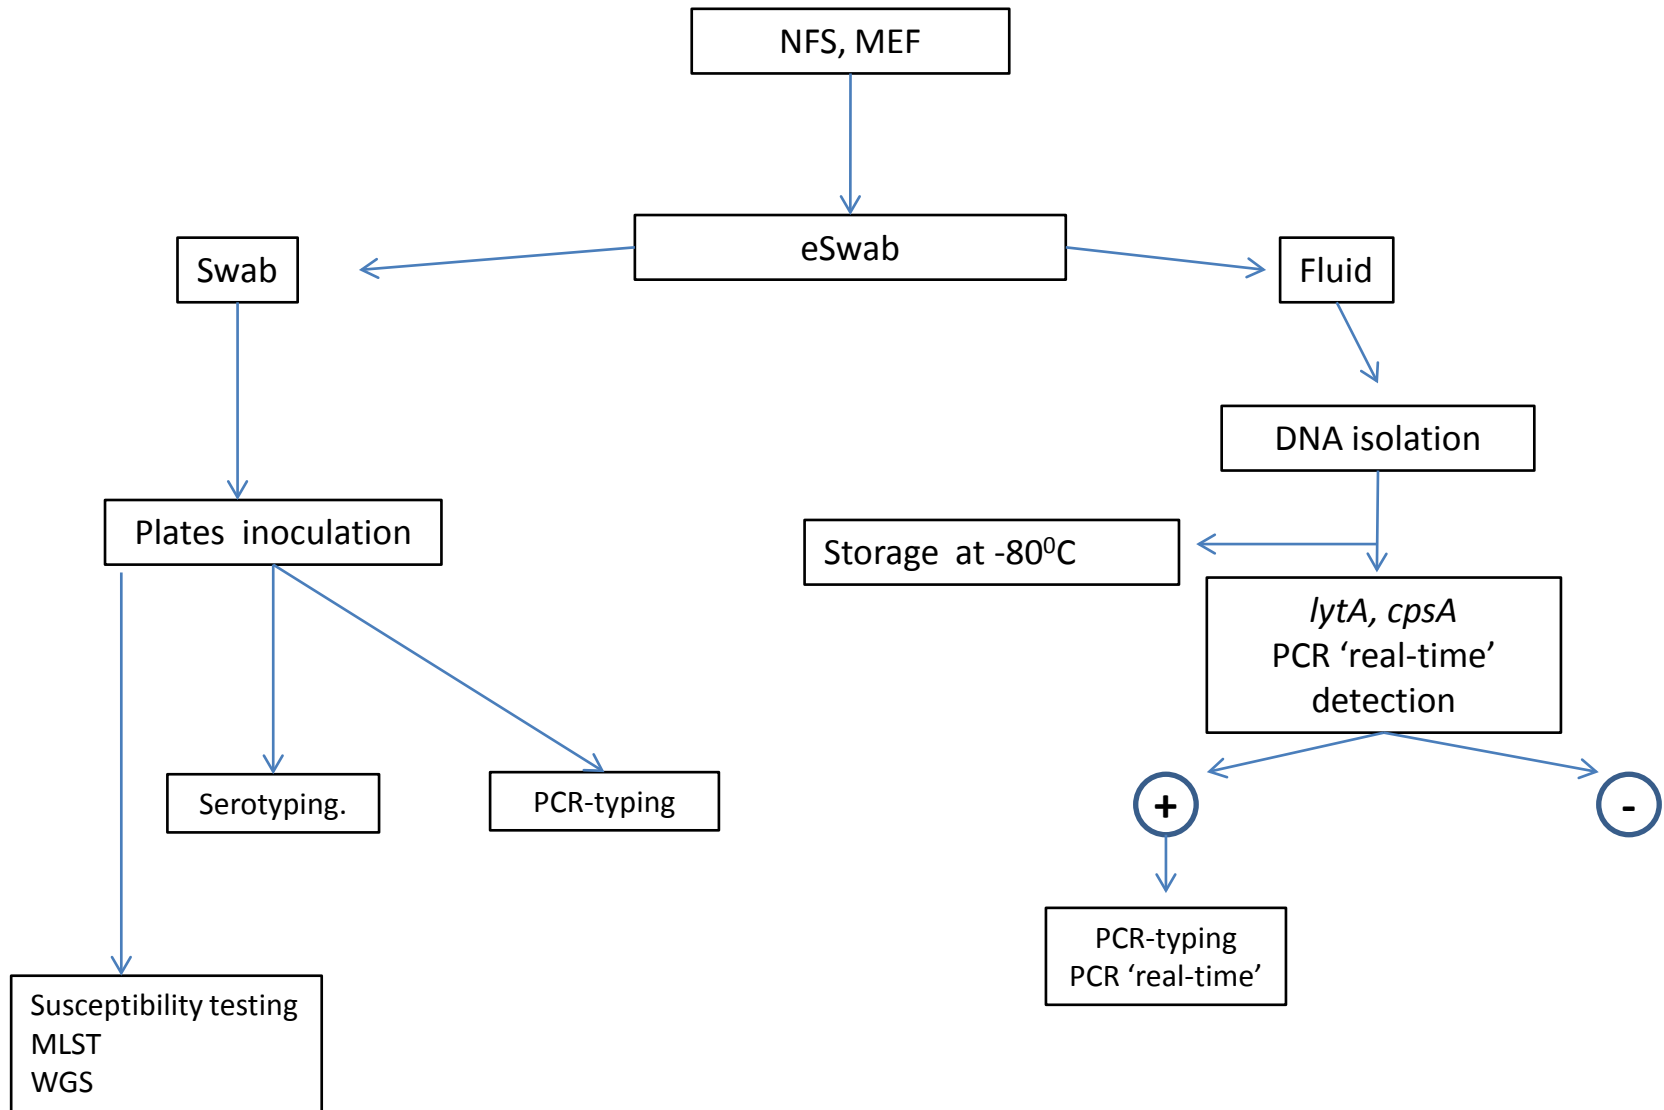 NFS, MEF
eSwab
Swab
Fluid
DNA isolation
Plates  inoculation
Storage  at -80⁰C
lytA, cpsA
PCR ‘real-time’
detection
+
-
Serotyping.
PCR-typing
PCR-typing
PCR ‘real-time’
Susceptibility testing
MLST
WGS